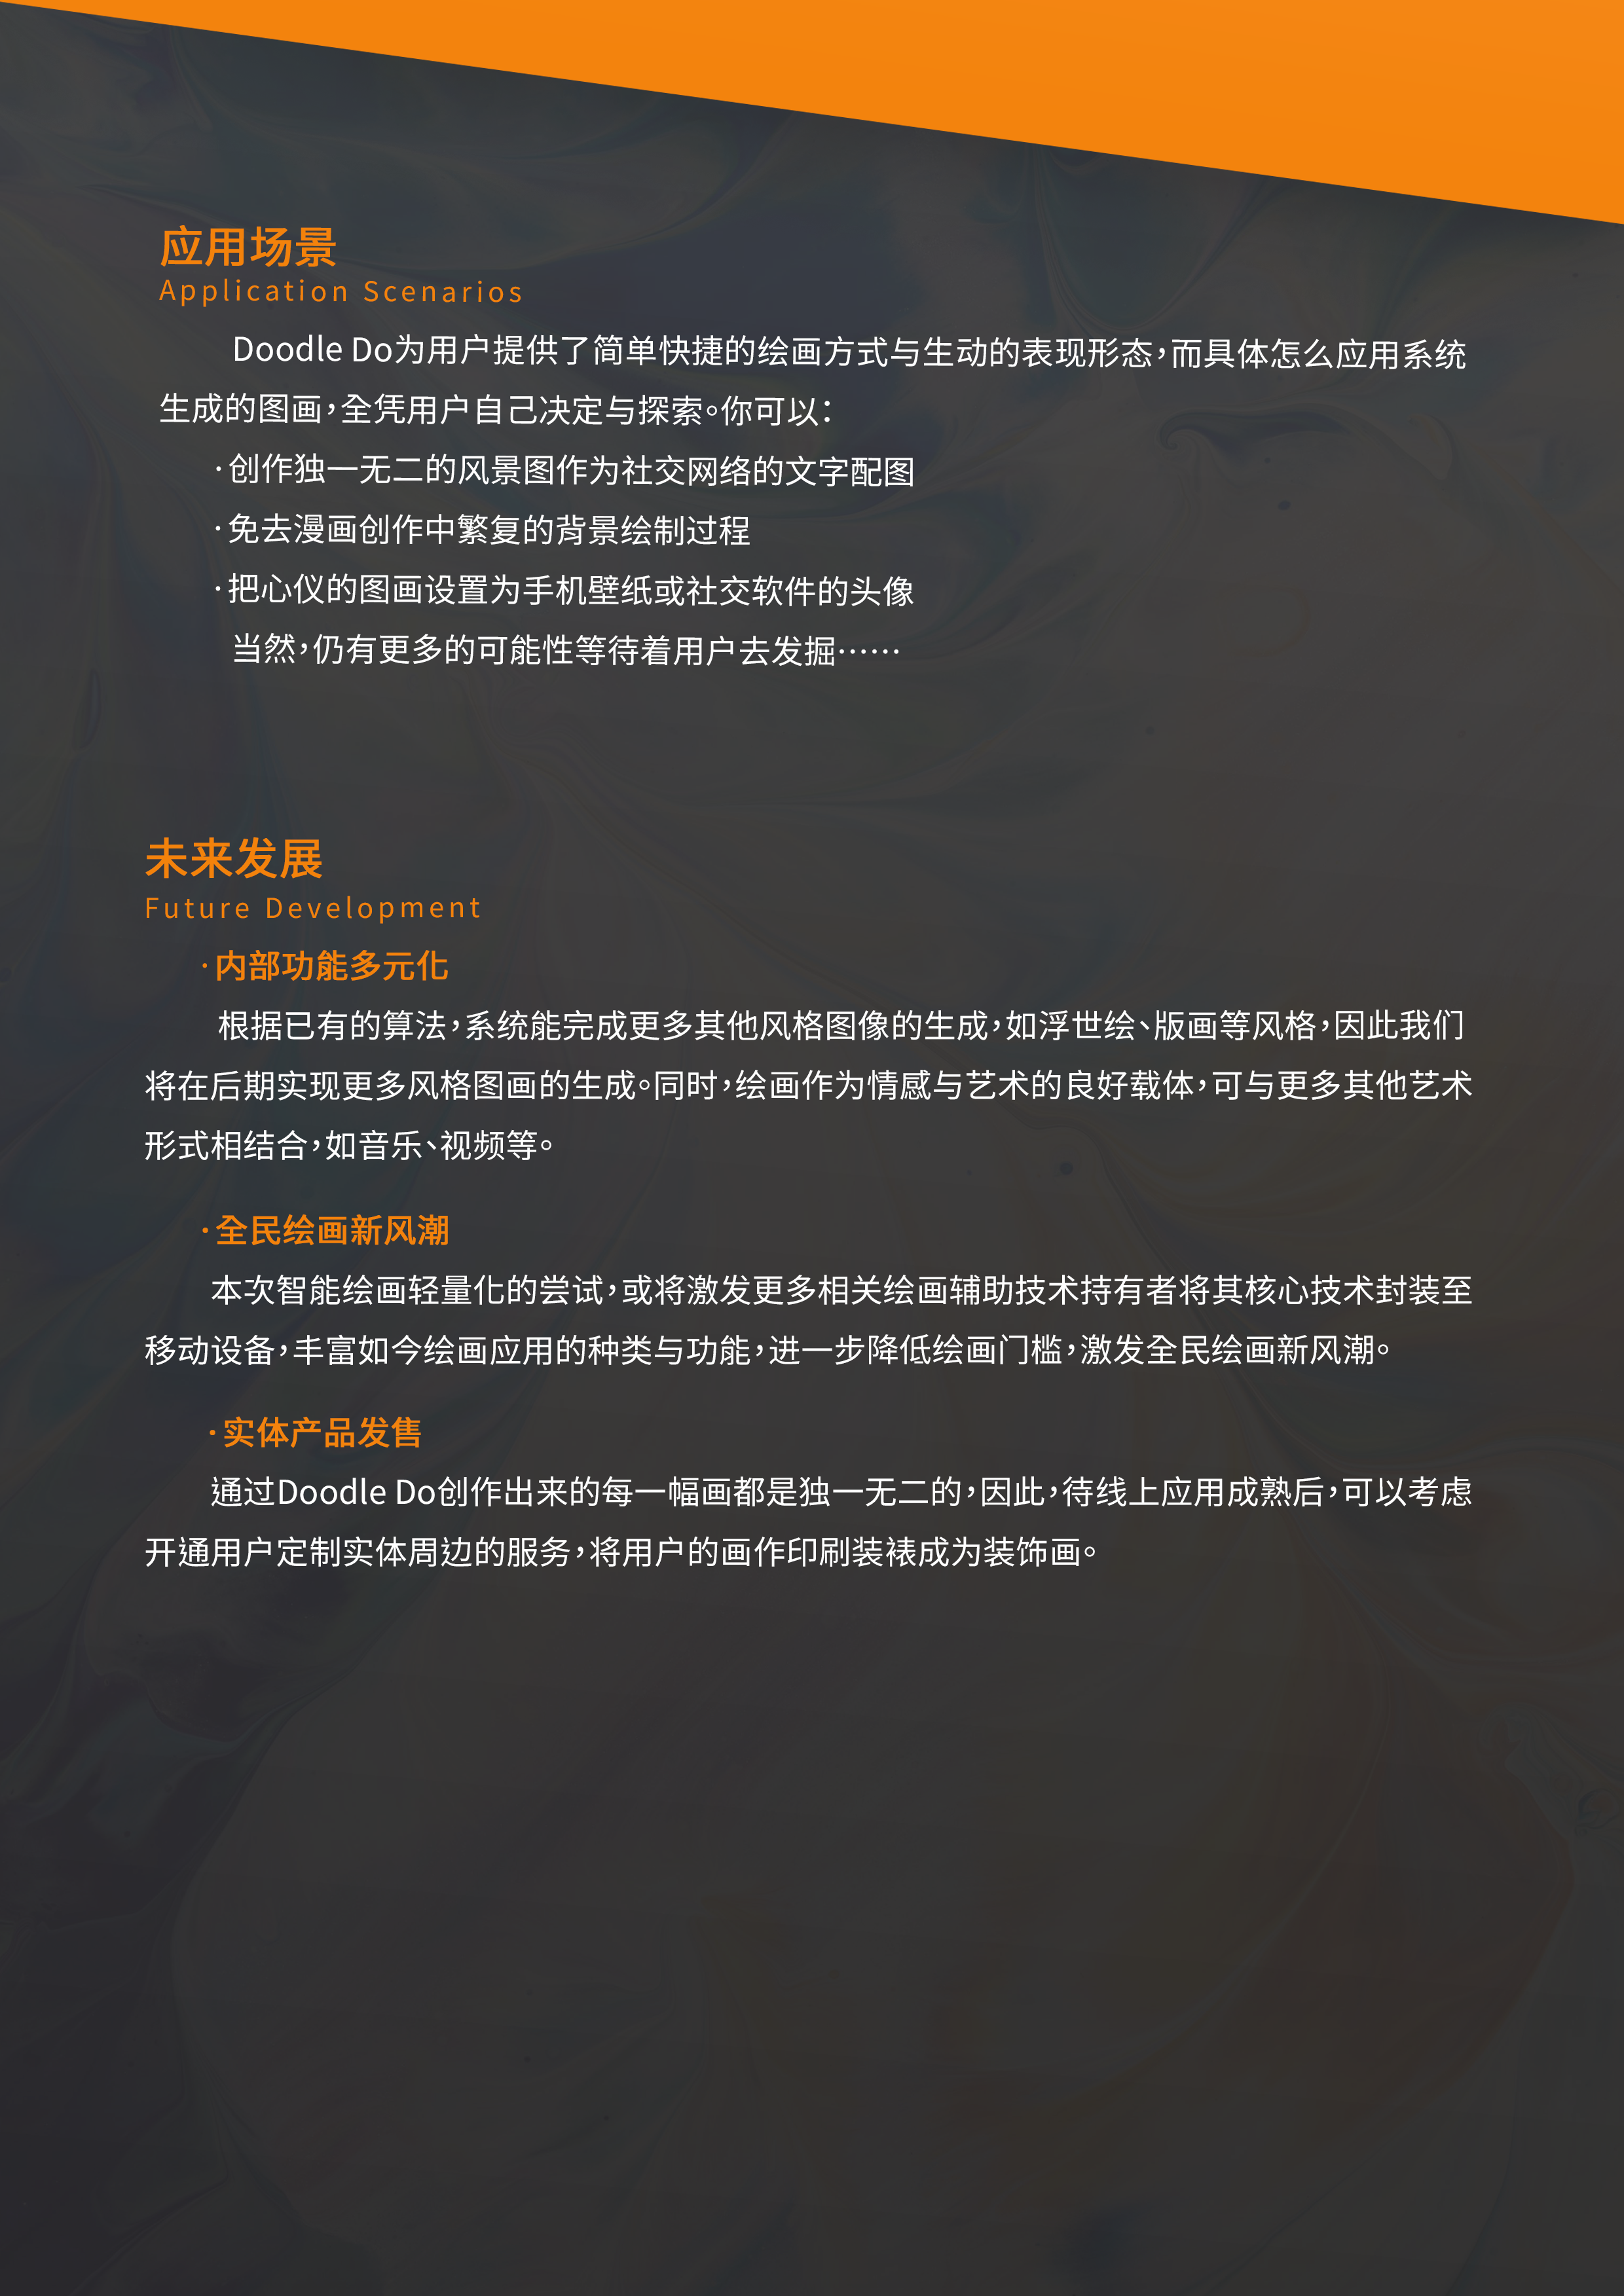 应用场景
Application Scenarios
Doodle Do为用户提供了简单快捷的绘画方式与生动的表现形态，而具体怎么应用系统
生成的图画，全凭用户自己决定与探索。你可以：
·创作独一无二的风景图作为社交网络的文字配图
·免去漫画创作中繁复的背景绘制过程
·把心仪的图画设置为手机壁纸或社交软件的头像
当然，仍有更多的可能性等待着用户去发掘……
未来发展
Future Development
·内部功能多元化
根据已有的算法，系统能完成更多其他风格图像的生成，如浮世绘、版画等风格，因此我们
将在后期实现更多风格图画的生成。同时，绘画作为情感与艺术的良好载体，可与更多其他艺术
形式相结合，如音乐、视频等。
·全民绘画新风潮
本次智能绘画轻量化的尝试，或将激发更多相关绘画辅助技术持有者将其核心技术封装至
移动设备，丰富如今绘画应用的种类与功能，进一步降低绘画门槛，激发全民绘画新风潮。
·实体产品发售
通过Doodle Do创作出来的每一幅画都是独一无二的，因此，待线上应用成熟后，可以考虑
开通用户定制实体周边的服务，将用户的画作印刷装裱成为装饰画。